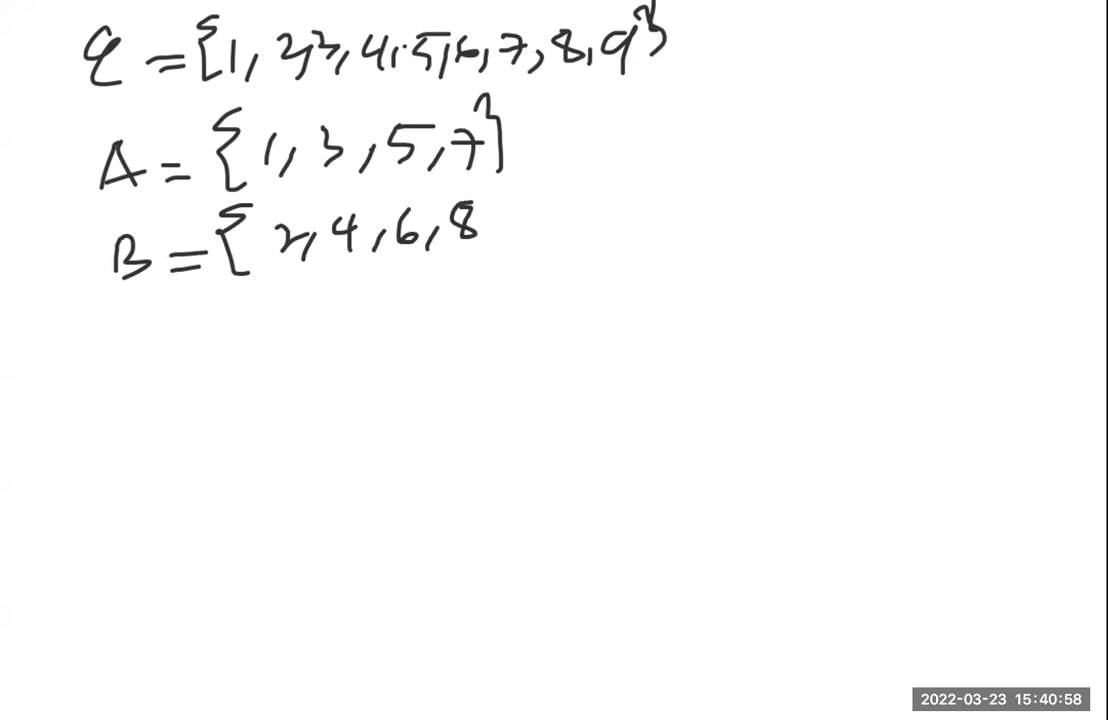 ξ = {1, 2, 3, 4, 5, 6, 7, 8, 9}
A = {1, 3, 5, 7}
B = { 2, 4, 6, 8
2022-03-23 15:40:58